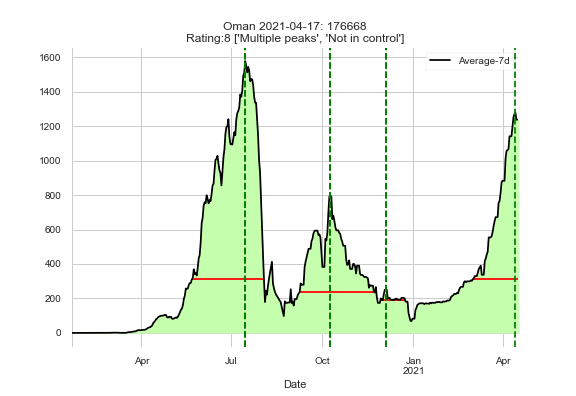 Oman 2021-04-17: 176668
Rating:8 ['Multiple peaks', 'Not in control']
Average-7d
1600
1400
1200
1000
800
600
400
200
0
Apr
Jul
Oct
Jan
2021
Apr
Date